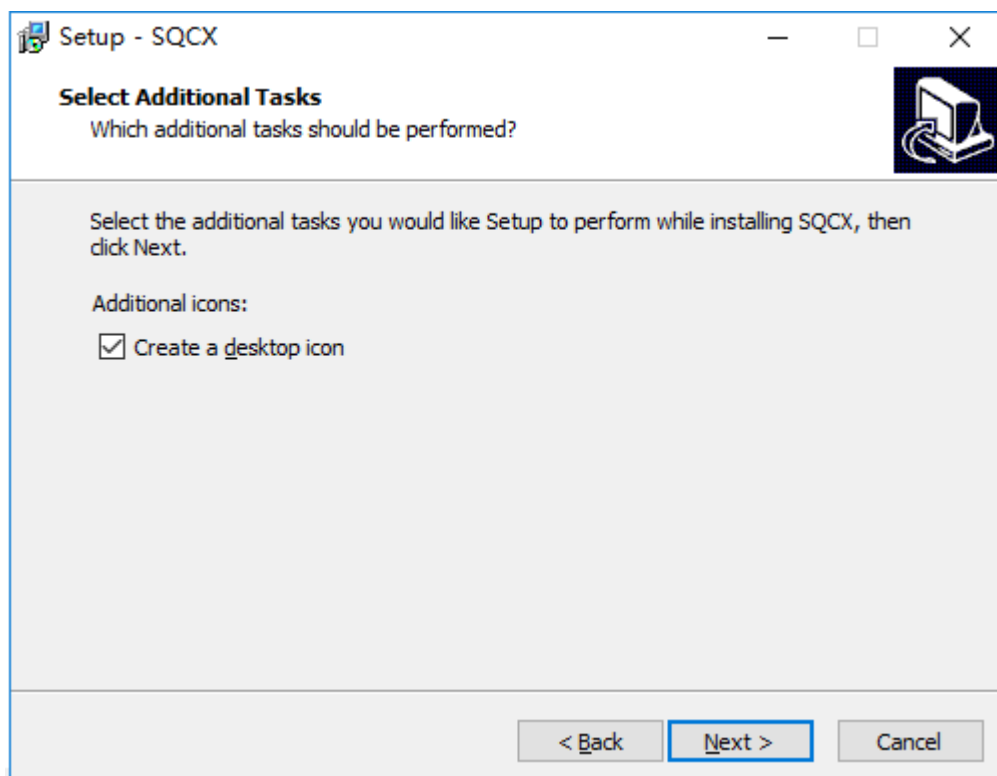 Setup - SQCX
Select Additional Tasks
Which additional tasks should be performed?
Select the additional tasks you would like Setup to perform while installing SQCX, then
click Next.
Additional icons:
Create a desktop icon
< Back
Next >
Cancel